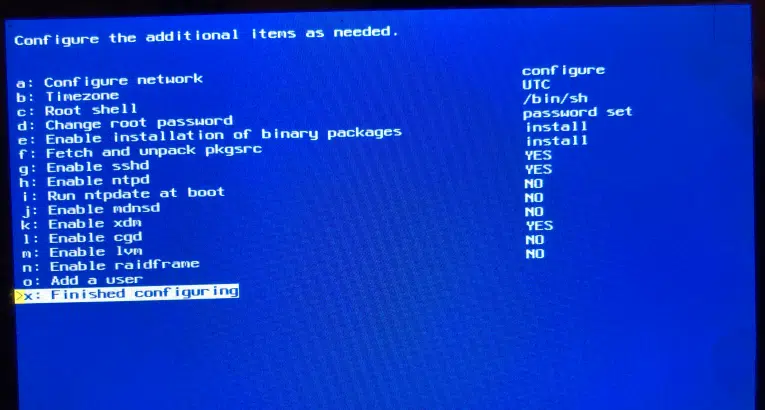 Configure the additional items as needed.
a: Configure network configure
b: Timezone UTC
c: Root shell /bin/sh
d: Change root password password set
e: Enable installation of binary packages install
f: Fetch and unpack pkgsrc install
g: Enable sshd YES
h: Enable ntpd YES
i: Run ntpdate at boot NO
j: Enable mdnsd NO
k: Enable xdm NO
l: Enable cgd YES
m: Enable lvm NO
n: Enable raidframe NO
o: Add a user
>x: Finished configuring